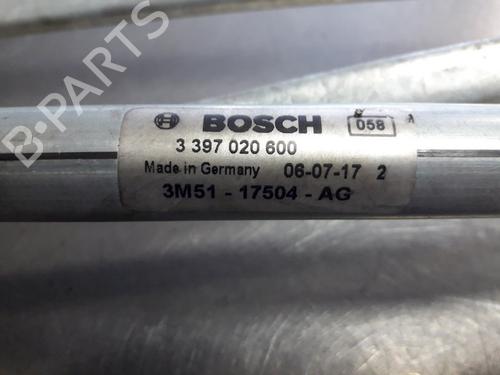 BOSCH 058
3 397 020 600
Made in Germany 06-07-17 2
3M51 - 17504 - AG
B-PARTS